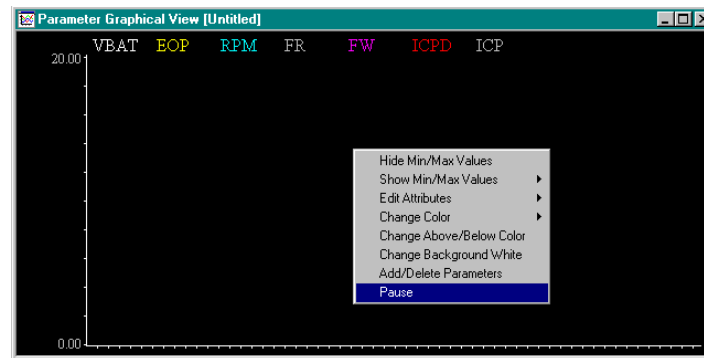 Parameter Graphical View [Untitled]
VBAT EOP RPM FR FW ICPD ICP
20.00
Hide Min/Max Values
Show Min/Max Values
Edit Attributes
Change Color
Change Above/Below Color
Change Background White
Add/Delete Parameters
Pause
0.00